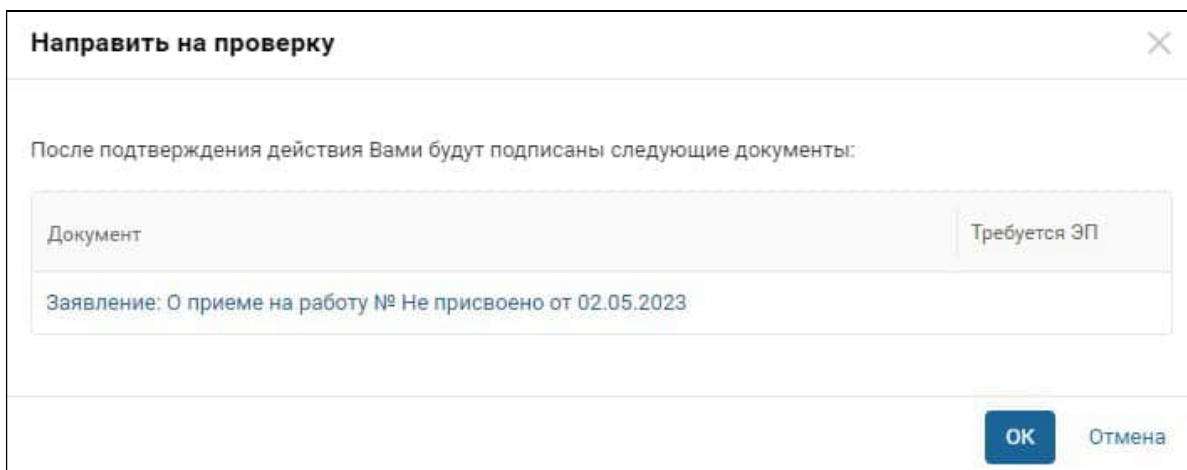 Направить на проверку
После подтверждения действия Вами будут подписаны следующие документы:
Документ
Требуется ЭП
Заявление: О приеме на работу № Не присвоено от 02.05.2023
ОК
Отмена